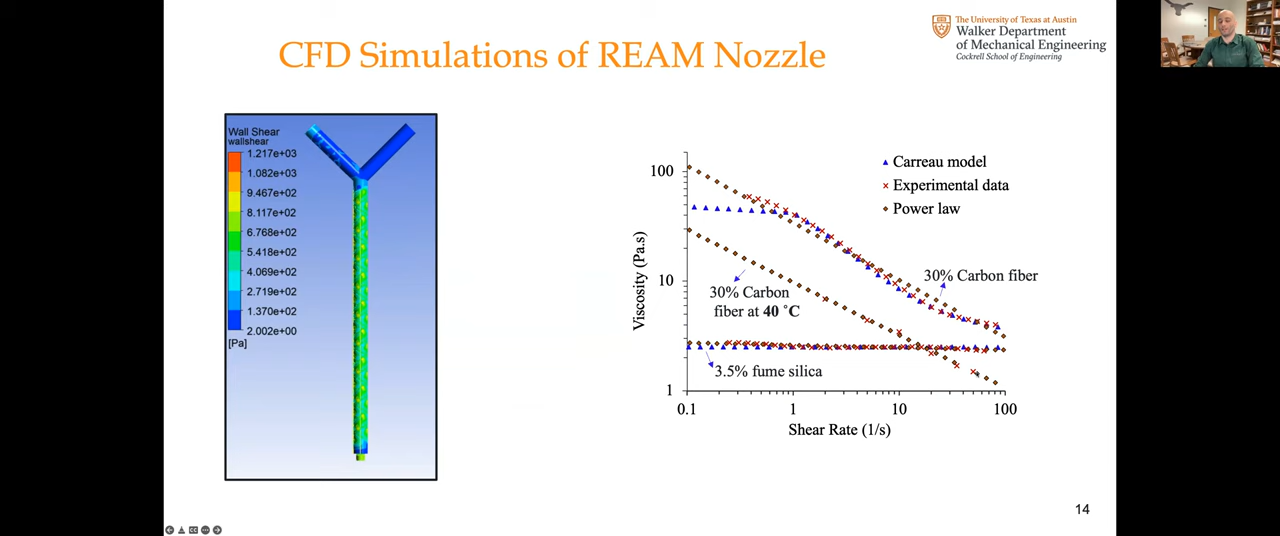 CFD Simulations of REAM Nozzle
The University of Texas at Austin
Walker Department
of Mechanical Engineering
Cockrell School of Engineering
Wall Shear
wallshear
1.217e+03
1.082e+03
9.467e+02
8.117e+02
6.768e+02
5.418e+02
4.069e+02
2.719e+02
1.370e+02
2.002e+00
[Pa]
Carreau model
Experimental data
Power law
100
10
1
Viscosity (Pa.s)
30% Carbon fiber
30% Carbon
fiber at 40 ˚C
3.5% fume silica
0.1
1
10
100
Shear Rate (1/s)
14